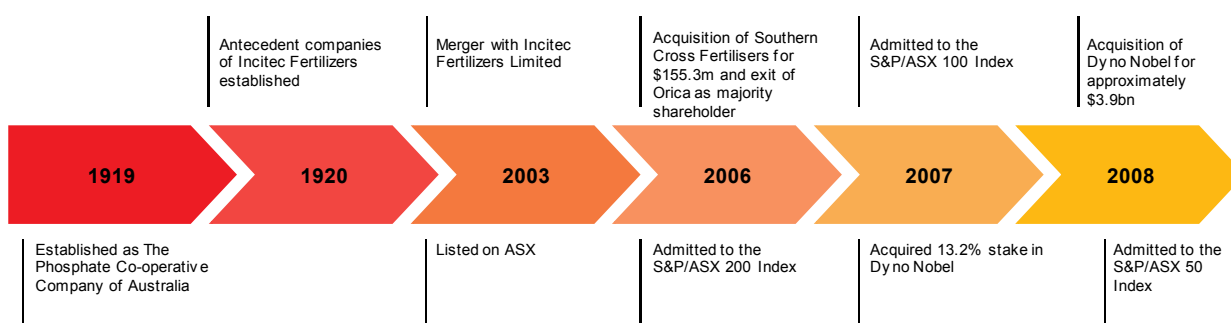 Antecedent companies
of Incitec Fertilizers
established
Merger with Incitec
Fertilizers Limited
Acquisition of Southern
Cross Fertilisers for
$155.3m and exit of
Orica as majority
shareholder
Admitted to the
S&P/ASX 100 Index
Acquisition of
Dyno Nobel for
approximately
$3.9bn
1919
1920
2003
2006
2007
2008
Established as The
Phosphate Co-operative
Company of Australia
Listed on ASX
Admitted to the
S&P/ASX 200 Index
Acquired 13.2% stake in
Dyno Nobel
Admitted to the
S&P/ASX 50
Index